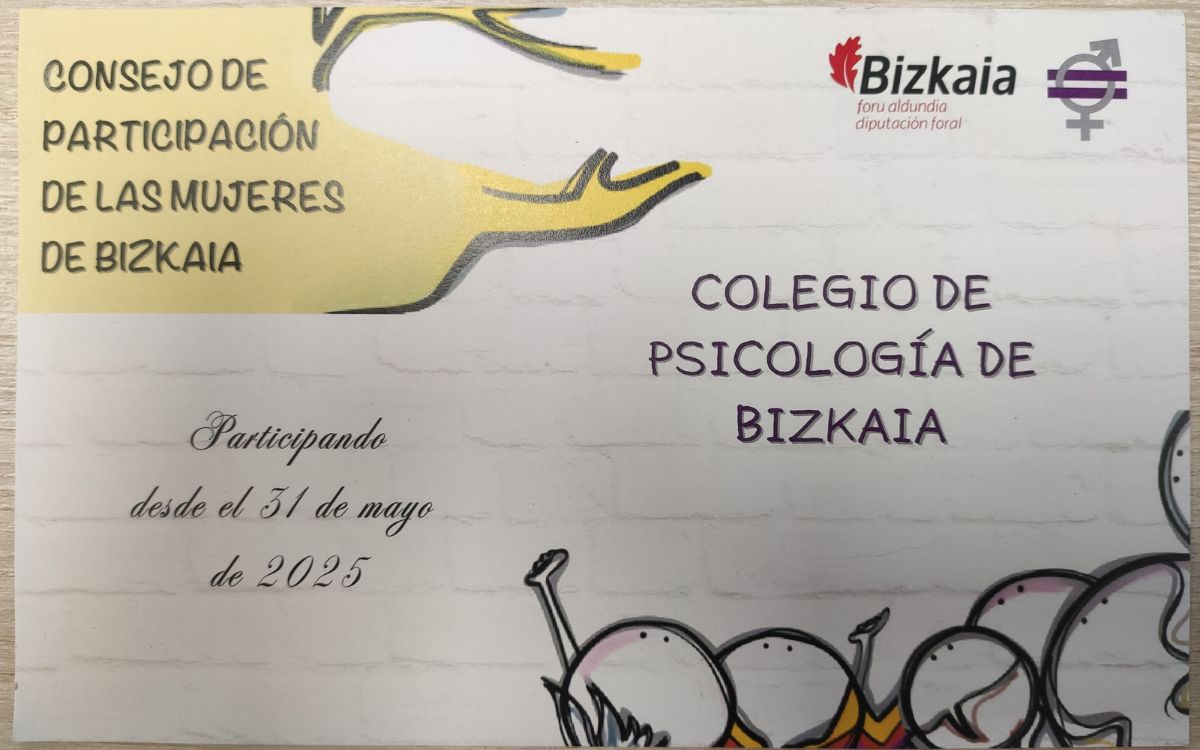 CONSEJO DE
PARTICIPACIÓN
DE LAS MUJERES
DE BIZKAIA
Bizkaia
foru aldundia
diputación foral
COLEGIO DE
PSICOLOGÍA DE
BIZKAIA
Participando
desde el 31 de mayo
de 2025